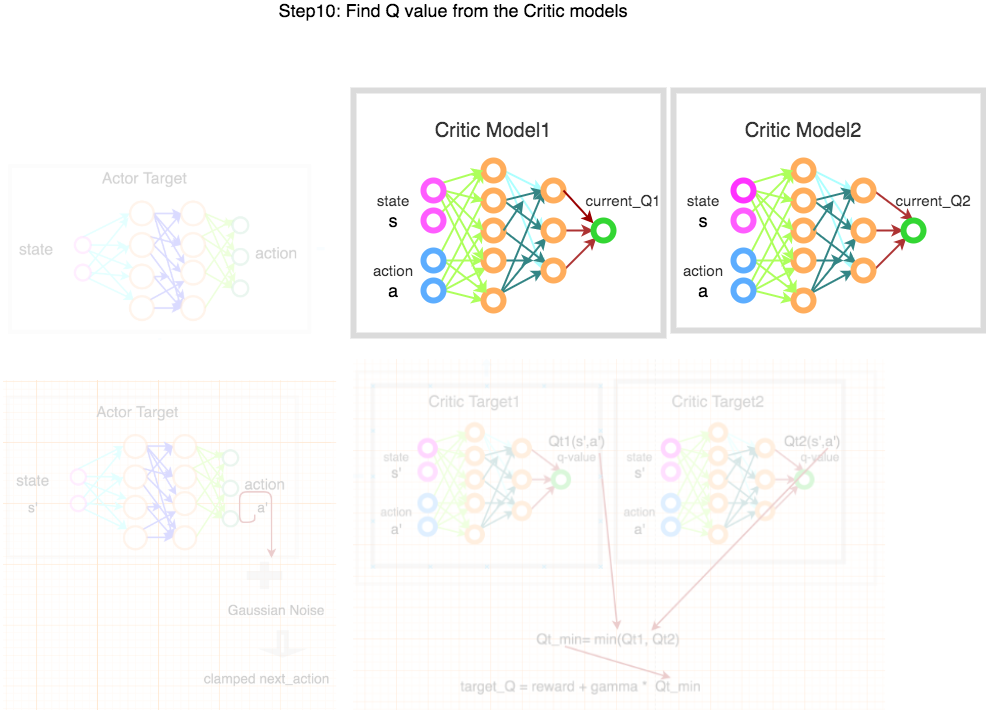 Step10: Find Q value from the Critic models
Critic Model1
state
s
action
a
current_Q1
Critic Model2
state
s
action
a
current_Q2
Actor Target
state
action
Actor Target
state
s'
action
a'
Gaussian Noise
clamped next_action
Critic Target1
state
s'
action
a'
Qt1(s',a')
q-value
Critic Target2
state
s'
action
a'
Qt2(s',a')
q-value
Qt_min= min(Qt1, Qt2)
target_Q = reward + gamma * Qt_min